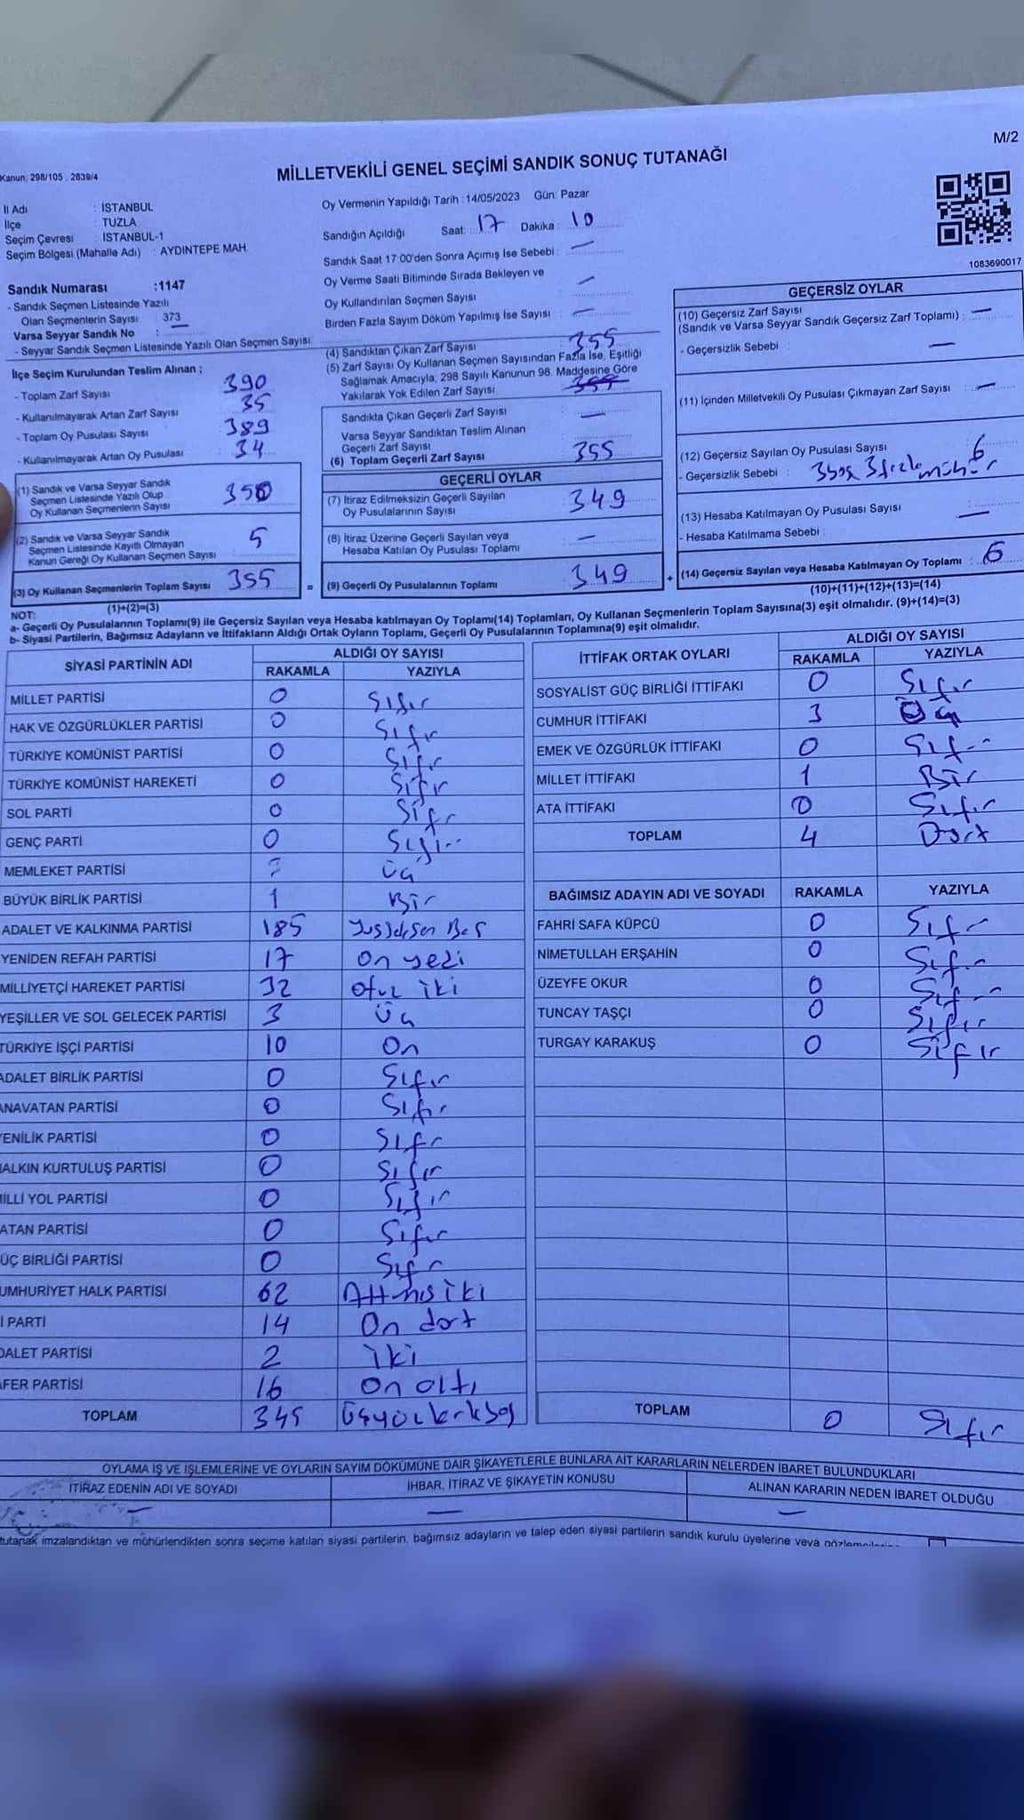 M/2
Kanun: 298/105 . 2839/4
MİLLETVEKİLİ GENEL SEÇİMİ SANDIK SONUÇ TUTANAĞI
İl Adı : İSTANBUL
İlçe : TUZLA
Seçim Çevresi : İSTANBUL-1
Seçim Bölgesi (Mahalle Adı) : AYDINTEPE MAH.
Sandık Numarası :1147
- Sandık Seçmen Listesinde Yazılı
Olan Seçmenlerin Sayısı : 373
Varsa Seyyar Sandık No : —
- Seyyar Sandık Seçmen Listesinde Yazılı Olan Seçmen Sayısı:
Oy Vermenin Yapıldığı Tarih :14/05/2023 Gün: Pazar
Sandığın Açıldığı Saat: 17 Dakika : 10
Sandık Saat 17:00'den Sonra Açımış İse Sebebi : —
Oy Verme Saati Bitiminde Sırada Bekleyen ve
Oy Kullandırılan Seçmen Sayısı : —
Birden Fazla Sayım Döküm Yapılmış İse Sayısı : —
1083690017
İlçe Seçim Kurulundan Teslim Alınan ;
- Toplam Zarf Sayısı : 390
- Kullanılmayarak Artan Zarf Sayısı : 35
- Toplam Oy Pusulası Sayısı : 389
- Kullanılmayarak Artan Oy Pusulası : 34
(1) Sandık ve Varsa Seyyar Sandık
Seçmen Listesinde Yazılı Olup
Oy Kullanan Seçmenlerin Sayısı 350
(2) Sandık ve Varsa Seyyar Sandık
Seçmen Listesinde Kayıtlı Olmayan
Kanun Gereği Oy Kullanan Seçmen Sayısı 5
(3) Oy Kullanan Seçmenlerin Toplam Sayısı 355
(1)+(2)=(3)
(4) Sandıktan Çıkan Zarf Sayısı 355
(5) Zarf Sayısı Oy Kullanan Seçmen Sayısından Fazla İse, Eşitliği
Sağlamak Amacıyla, 298 Sayılı Kanunun 98. Maddesine Göre
Yakılarak Yok Edilen Zarf Sayısı
Sandıkta Çıkan Geçerli Zarf Sayısı —
Varsa Seyyar Sandıktan Teslim Alınan
Geçerli Zarf Sayısı
(6) Toplam Geçerli Zarf Sayısı 355
GEÇERLİ OYLAR
(7) İtiraz Edilmeksizin Geçerli Sayılan
Oy Pusulalarının Sayısı 349
(8) İtiraz Üzerine Geçerli Sayılan veya
Hesaba Katılan Oy Pusulası Toplamı —
= (9) Geçerli Oy Pusulalarının Toplamı 349 +
GEÇERSİZ OYLAR
(10) Geçersiz Zarf Sayısı : —
(Sandık ve Varsa Seyyar Sandık Geçersiz Zarf Toplamı)
- Geçersizlik Sebebi : —
(11) İçinden Milletvekili Oy Pusulası Çıkmayan Zarf Sayısı : —
(12) Geçersiz Sayılan Oy Pusulası Sayısı 6
- Geçersizlik Sebebi : 3boş mühür
(13) Hesaba Katılmayan Oy Pusulası Sayısı : —
- Hesaba Katılmama Sebebi :
(14) Geçersiz Sayılan veya Hesaba Katılmayan Oy Toplamı : 6
(10)+(11)+(12)+(13)=(14)
NOT:
a- Geçerli Oy Pusulalarının Toplamı(9) ile Geçersiz Sayılan veya Hesaba katılmayan Oy Toplamı(14) Toplamları, Oy Kullanan Seçmenlerin Toplam Sayısına(3) eşit olmalıdır. (9)+(14)=(3)
b- Siyasi Partilerin, Bağımsız Adayların ve İttifakların Aldığı Ortak Oyların Toplamı, Geçerli Oy Pusulalarının Toplamına(9) eşit olmalıdır.
SİYASİ PARTİNİN ADI ALDIĞI OY SAYISI
RAKAMLA YAZIYLA
MİLLET PARTİSİ 0 Sıfır
HAK VE ÖZGÜRLÜKLER PARTİSİ 0 Sıfır
TÜRKİYE KOMÜNİST PARTİSİ 0 Sıfır
TÜRKİYE KOMÜNİST HAREKETİ 0 Sıfır
SOL PARTİ 0 Sıfır
GENÇ PARTİ 0 Sıfır
MEMLEKET PARTİSİ 3 Üç
BÜYÜK BİRLİK PARTİSİ 1 Bir
ADALET VE KALKINMA PARTİSİ 185 Yüzseksen Beş
YENİDEN REFAH PARTİSİ 17 On yedi
MİLLİYETÇİ HAREKET PARTİSİ 32 Otuz iki
YEŞİLLER VE SOL GELECEK PARTİSİ 3 Üç
TÜRKİYE İŞÇİ PARTİSİ 10 On
ADALET BİRLİK PARTİSİ 0 Sıfır
ANAVATAN PARTİSİ 0 Sıfır
YENİLİK PARTİSİ 0 Sıfır
HALKIN KURTULUŞ PARTİSİ 0 Sıfır
MİLLİ YOL PARTİSİ 0 Sıfır
VATAN PARTİSİ 0 Sıfır
GÜÇ BİRLİĞİ PARTİSİ 0 Sıfır
CUMHURİYET HALK PARTİSİ 62 Altmış iki
İ PARTİ 14 On dört
ADALET PARTİSİ 2 iki
ZAFER PARTİSİ 16 On altı
TOPLAM 345 Üçyüzkırkbeş
İTTİFAK ORTAK OYLARI ALDIĞI OY SAYISI
RAKAMLA YAZIYLA
SOSYALİST GÜÇ BİRLİĞİ İTTİFAKI 0 Sıfır
CUMHUR İTTİFAKI 3 Üç
EMEK VE ÖZGÜRLÜK İTTİFAKI 0 Sıfır
MİLLET İTTİFAKI 1 Bir
ATA İTTİFAKI 0 Sıfır
TOPLAM 4 Dört
BAĞIMSIZ ADAYIN ADI VE SOYADI RAKAMLA YAZIYLA
FAHRİ SAFA KÜPCÜ 0 Sıfır
NİMETULLAH ERŞAHİN 0 Sıfır
ÜZEYFE OKUR 0 Sıfır
TUNCAY TAŞÇI 0 Sıfır
TURGAY KARAKUŞ 0 Sıfır
TOPLAM 0 Sıfır
OYLAMA İŞ VE İŞLEMLERİNE VE OYLARIN SAYIM DÖKÜMÜNE DAİR ŞİKAYETLERLE BUNLARA AİT KARARLARIN NELERDEN İBARET BULUNDUKLARI
İTİRAZ EDENİN ADI VE SOYADI İHBAR, İTİRAZ VE ŞİKAYETİN KONUSU ALINAN KARARIN NEDEN İBARET OLDUĞU
— — —
tutanak imzalandıktan ve mühürlendikten sonra seçime katılan siyasi partilerin, bağımsız adayların ve talep eden siyasi partilerin sandık kurulu üyelerine veya